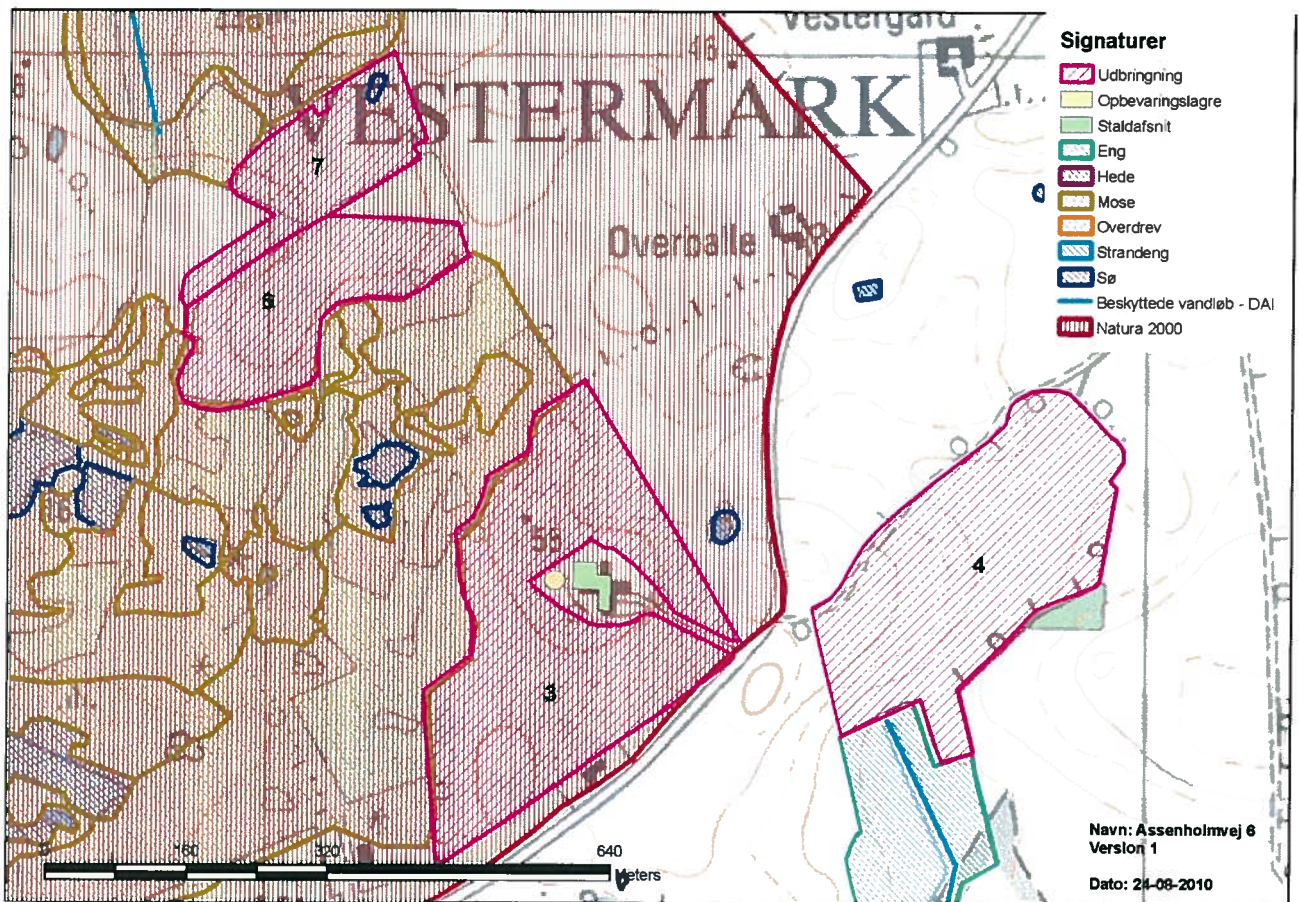 Vestergård
VESTERMARK
Overballe
7
3
4
55
46
0
160
320
640
Meters
Signaturer
Udbringning
Opbevaringslagre
Staldafsnit
Eng
Hede
Mose
Overdrev
Strandeng
Sø
Beskyttede vandløb - DAI
Natura 2000
Navn: Assenholmvej 6
Version 1
Dato: 24-08-2010